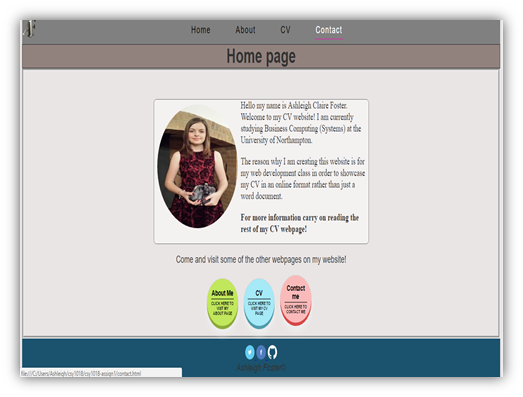 Home About CV Contact
Home page
Hello my name is Ashleigh Claire Foster.
Welcome to my CV website! I am currently
studying Business Computing (Systems) at the
University of Northampton.
The reason why I am creating this website is for
my web development class in order to showcase
my CV in an online format rather than just a
word document.
For more information carry on reading the
rest of my CV webpage!
Come and visit some of the other webpages on my website!
About Me
CLICK HERE TO
VISIT MY
ABOUT PAGE
CV
CLICK HERE TO
VISIT MY CV
PAGE
Contact
me
CLICK HERE TO
CONTACT ME
Ashleigh Foster©
file:///C:/Users/Ashleigh/csy1018/csy1018-assign1/contact.html